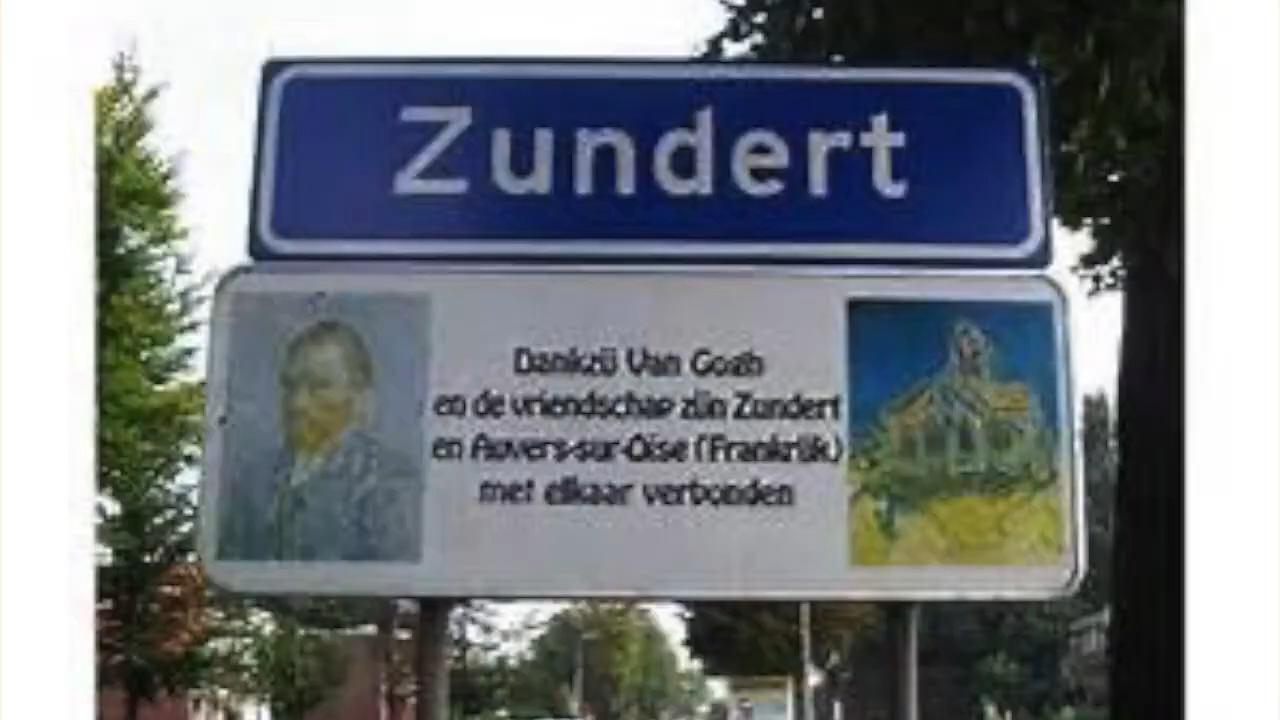 Zundert
Dankzij Van Gogh
en de vriendschap zijn Zundert
en Auvers-sur-Oise (Frankrijk)
met elkaar verbonden